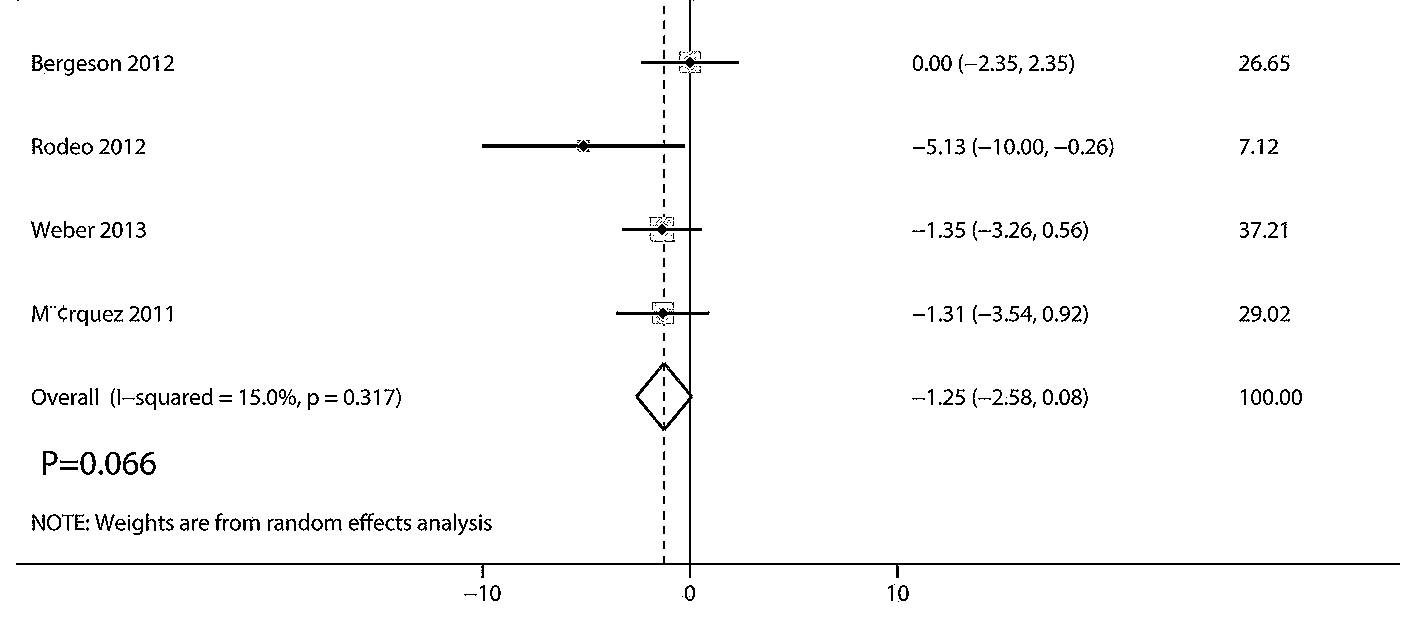 Bergeson 2012 0.00 (−2.35, 2.35) 26.65
Rodeo 2012 −5.13 (−10.00, −0.26) 7.12
Weber 2013 −1.35 (−3.26, 0.56) 37.21
M¨¢rquez 2011 −1.31 (−3.54, 0.92) 29.02
Overall (I−squared = 15.0%, p = 0.317) −1.25 (−2.58, 0.08) 100.00
P=0.066
NOTE: Weights are from random effects analysis
−10 0 10